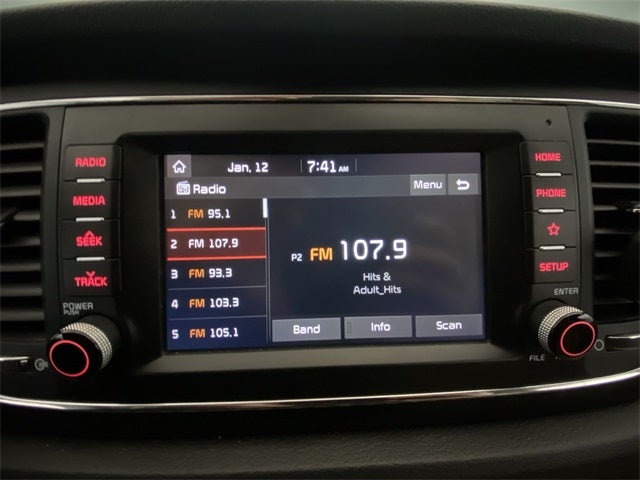 RADIO
MEDIA
SEEK
TRACK
POWER
PUSH
Jan, 12 7:41 AM
Radio Menu
1 FM 95.1
2 FM 107.9
3 FM 93.3
4 FM 103.3
5 FM 105.1
P2 FM 107.9
Hits &
Adult_Hits
Band Info Scan
HOME
PHONE
SETUP
ENTER
FILE